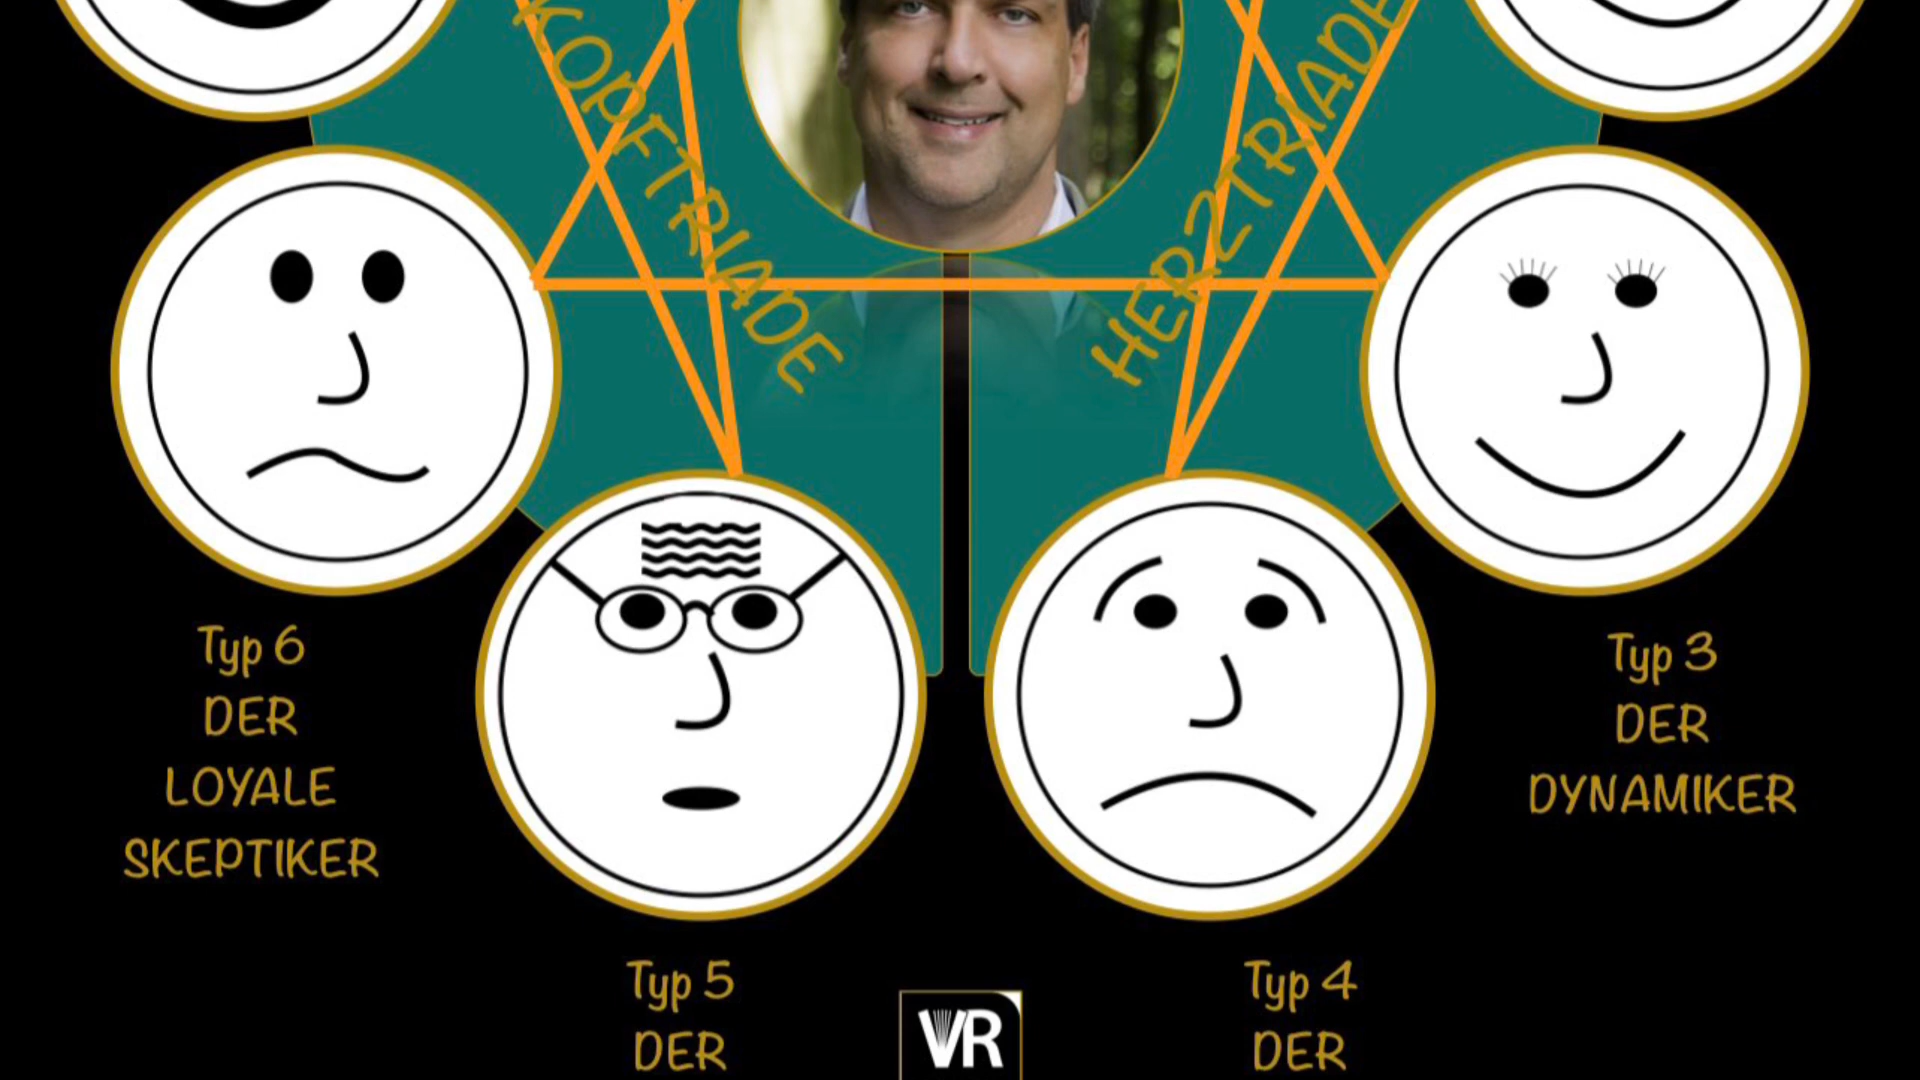 KOPFTRIADE
HERZTRIADE
Typ 6
DER
LOYALE
SKEPTIKER
Typ 3
DER
DYNAMIKER
Typ 5
DER
Typ 4
DER
VR